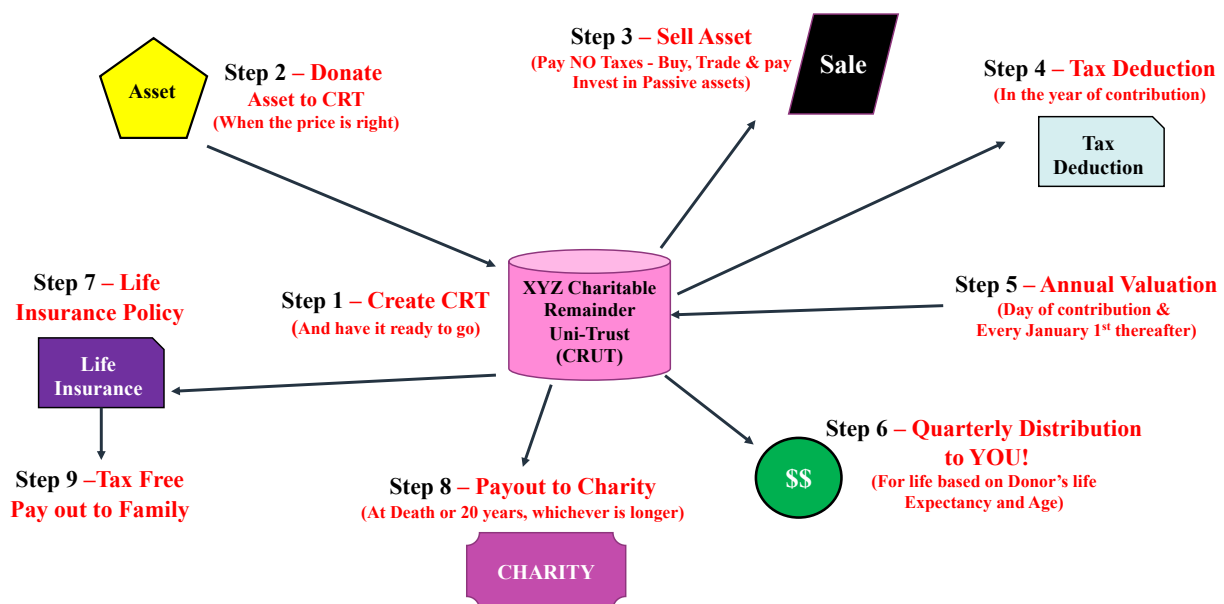 Asset
Step 2 – Donate
Asset to CRT
(When the price is right)
Step 3 – Sell Asset
(Pay NO Taxes - Buy, Trade & pay
Invest in Passive assets)
Sale
Step 4 – Tax Deduction
(In the year of contribution)
Tax
Deduction
Step 7 – Life
Insurance Policy
Life
Insurance
Step 1 – Create CRT
(And have it ready to go)
XYZ Charitable
Remainder
Uni-Trust
(CRUT)
Step 5 – Annual Valuation
(Day of contribution &
Every January 1st thereafter)
Step 9 –Tax Free
Pay out to Family
Step 8 – Payout to Charity
(At Death or 20 years, whichever is longer)
CHARITY
$$
Step 6 – Quarterly Distribution
to YOU!
(For life based on Donor’s life
Expectancy and Age)